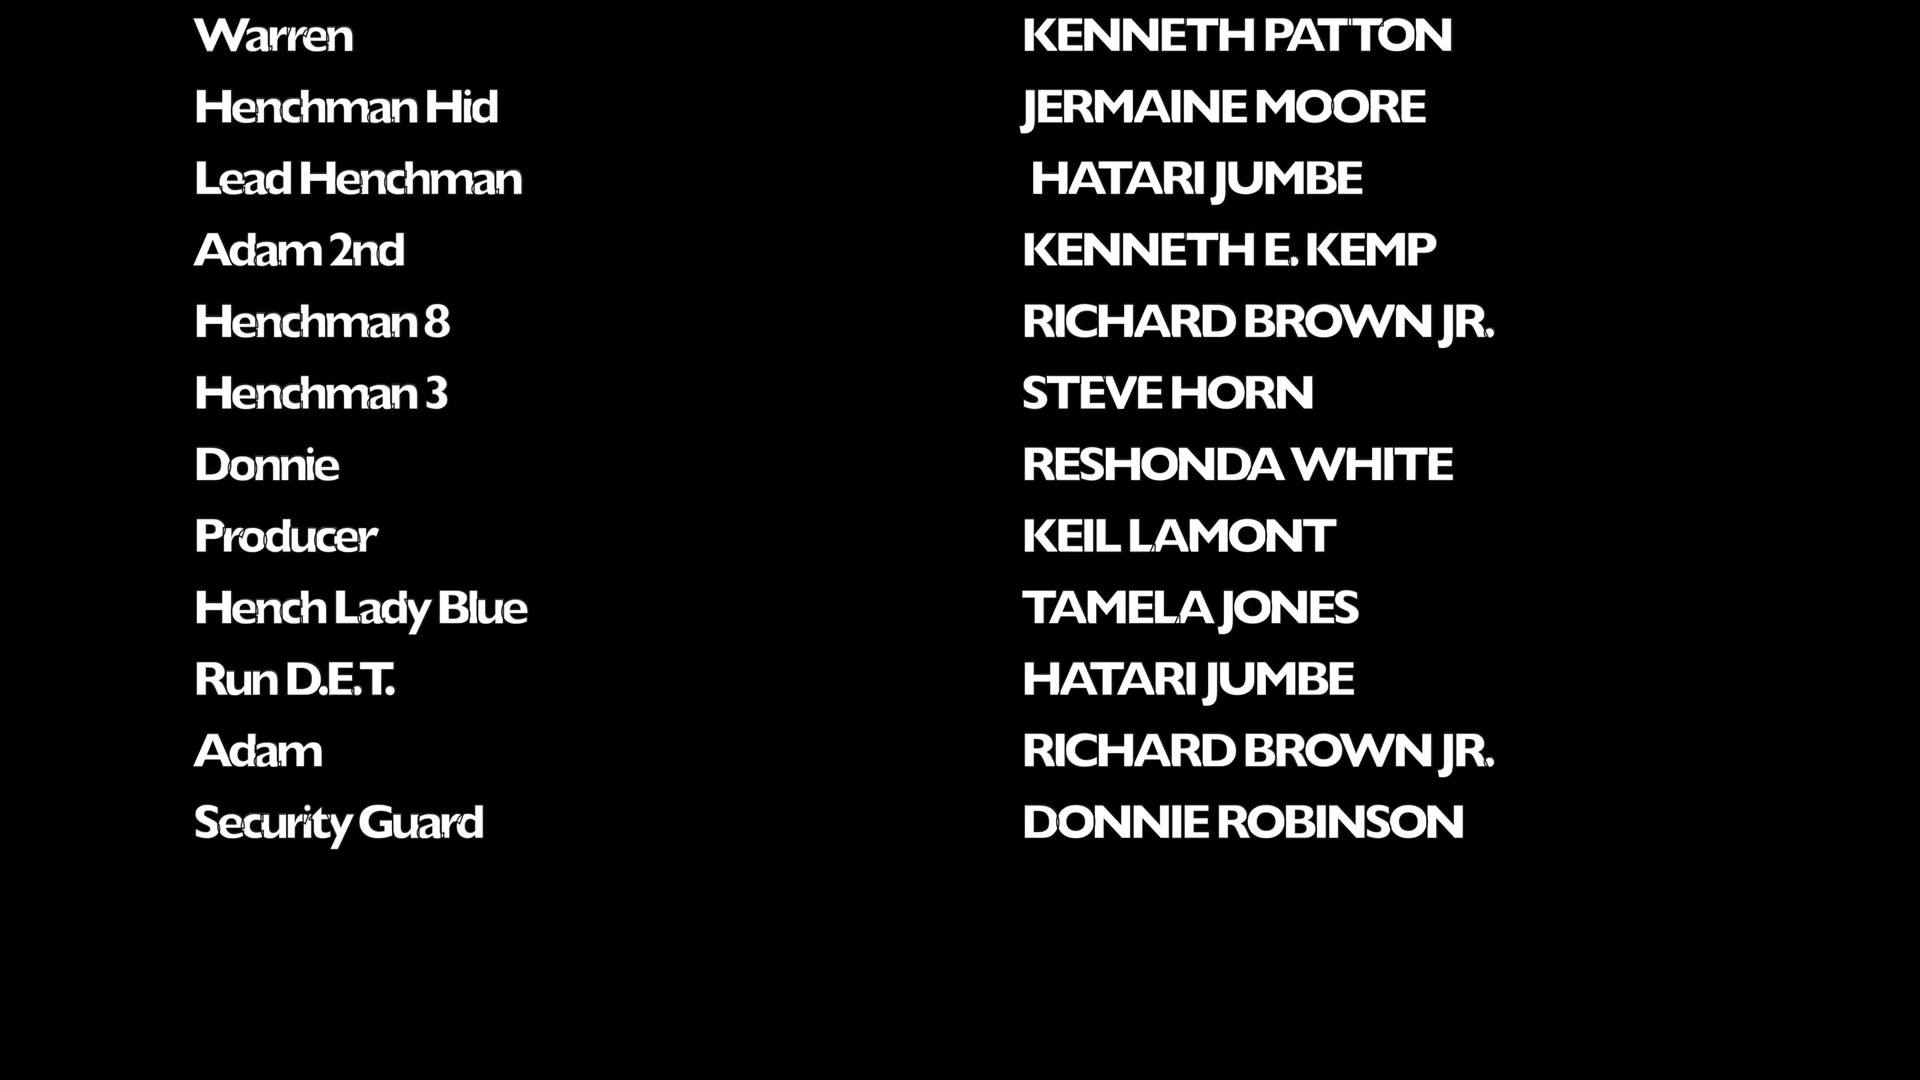 Warren KENNETH PATTON
Henchman Hid JERMAINE MOORE
Lead Henchman HATARI JUMBE
Adam 2nd KENNETH E. KEMP
Henchman 8 RICHARD BROWN JR.
Henchman 3 STEVE HORN
Donnie RESHONDA WHITE
Producer KEIL LAMONT
Hench Lady Blue TAMELA JONES
Run D.E.T. HATARI JUMBE
Adam RICHARD BROWN JR.
Security Guard DONNIE ROBINSON